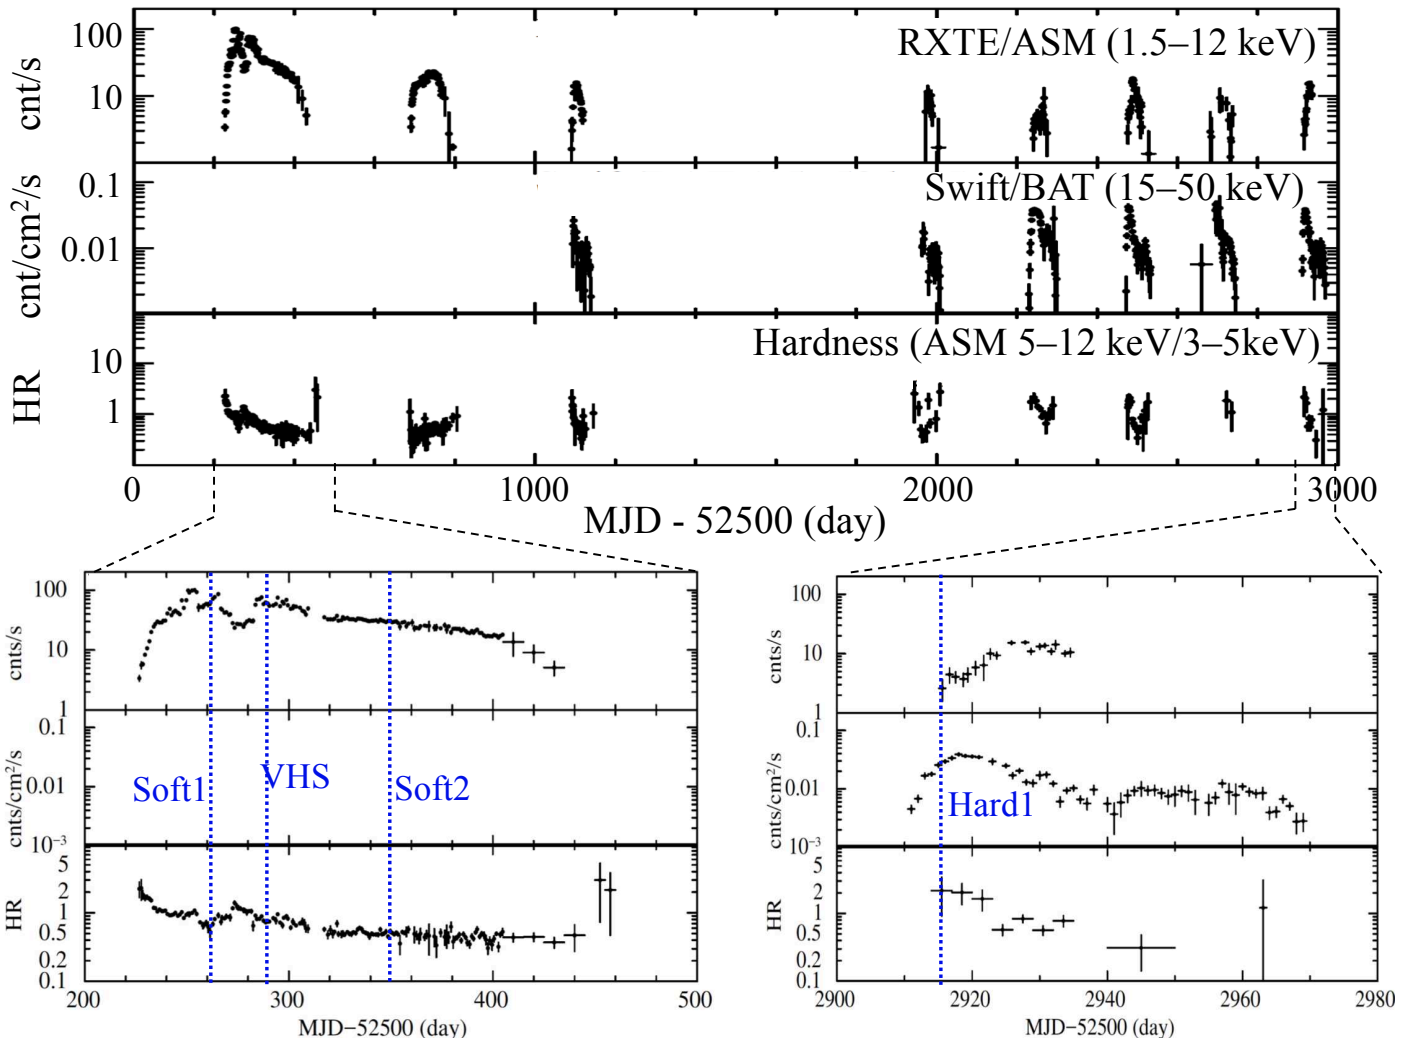 RXTE/ASM (1.5–12 keV)
cnt/s
100
10
Swift/BAT (15–50 keV)
cnt/cm²/s
0.1
0.01
Hardness (ASM 5–12 keV/3–5keV)
HR
10
1
0 1000 2000 3000
MJD - 52500 (day)
cnts/s
100
10
1
cnts/cm²/s
0.1
0.01
10⁻³
Soft1
VHS
Soft2
HR
5
2
1
0.5
0.2
0.1
200 300 400 500
MJD−52500 (day)
cnts/s
100
10
1
cnts/cm²/s
0.1
0.01
10⁻³
Hard1
HR
5
2
1
0.5
0.2
0.1
2900 2920 2940 2960 2980
MJD−52500 (day)